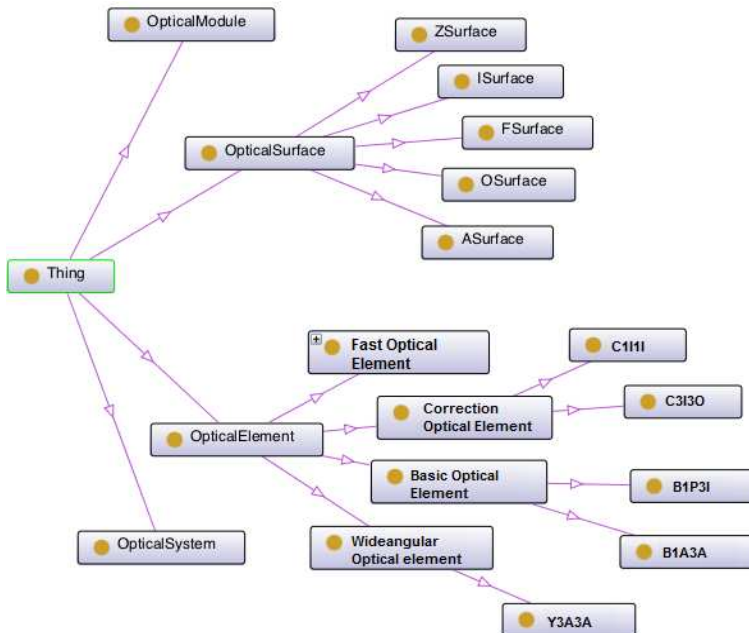 OpticalModule
ZSurface
ISurface
FSurface
OpticalSurface
OSurface
ASurface
Thing
Fast Optical
Element
C1I1I
Correction
Optical Element
C3I3O
OpticalElement
Basic Optical
Element
B1P3I
OpticalSystem
Wideangular
Optical element
B1A3A
Y3A3A